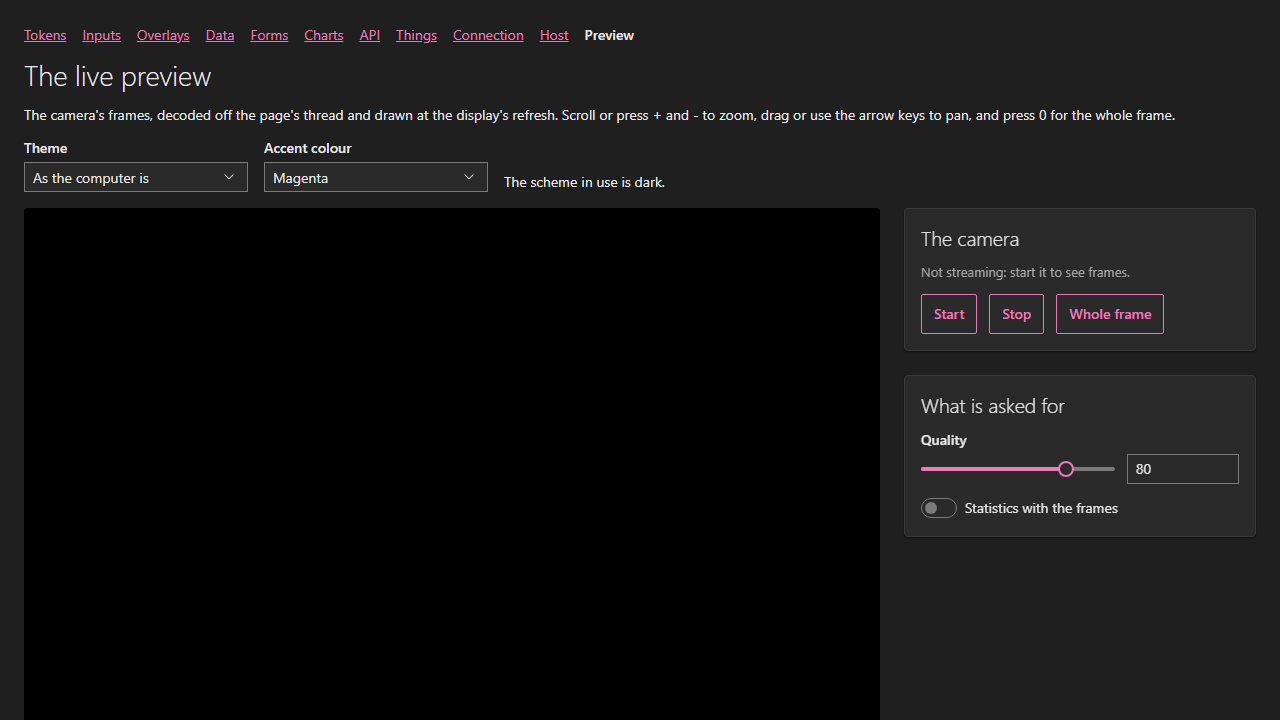 Tokens Inputs Overlays Data Forms Charts API Things Connection Host Preview
The live preview
The camera's frames, decoded off the page's thread and drawn at the display's refresh. Scroll or press + and - to zoom, drag or use the arrow keys to pan, and press 0 for the whole frame.
Theme Accent colour
As the computer is Magenta The scheme in use is dark.
The camera
Not streaming: start it to see frames.
Start Stop Whole frame
What is asked for
Quality
80
Statistics with the frames